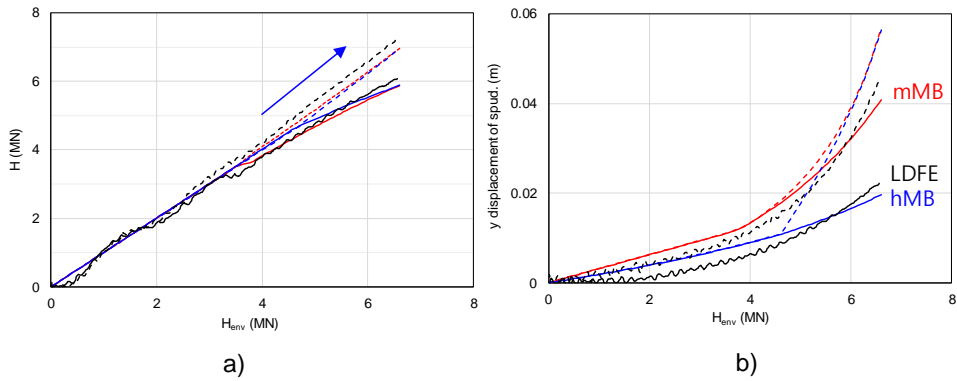 8
6
4
2
0
H (MN)
0
2
4
6
8
H_env (MN)
a)
0.06
0.04
0.02
0
y displacement of spud. (m)
mMB
LDFE
hMB
0
2
4
6
8
H_env (MN)
b)